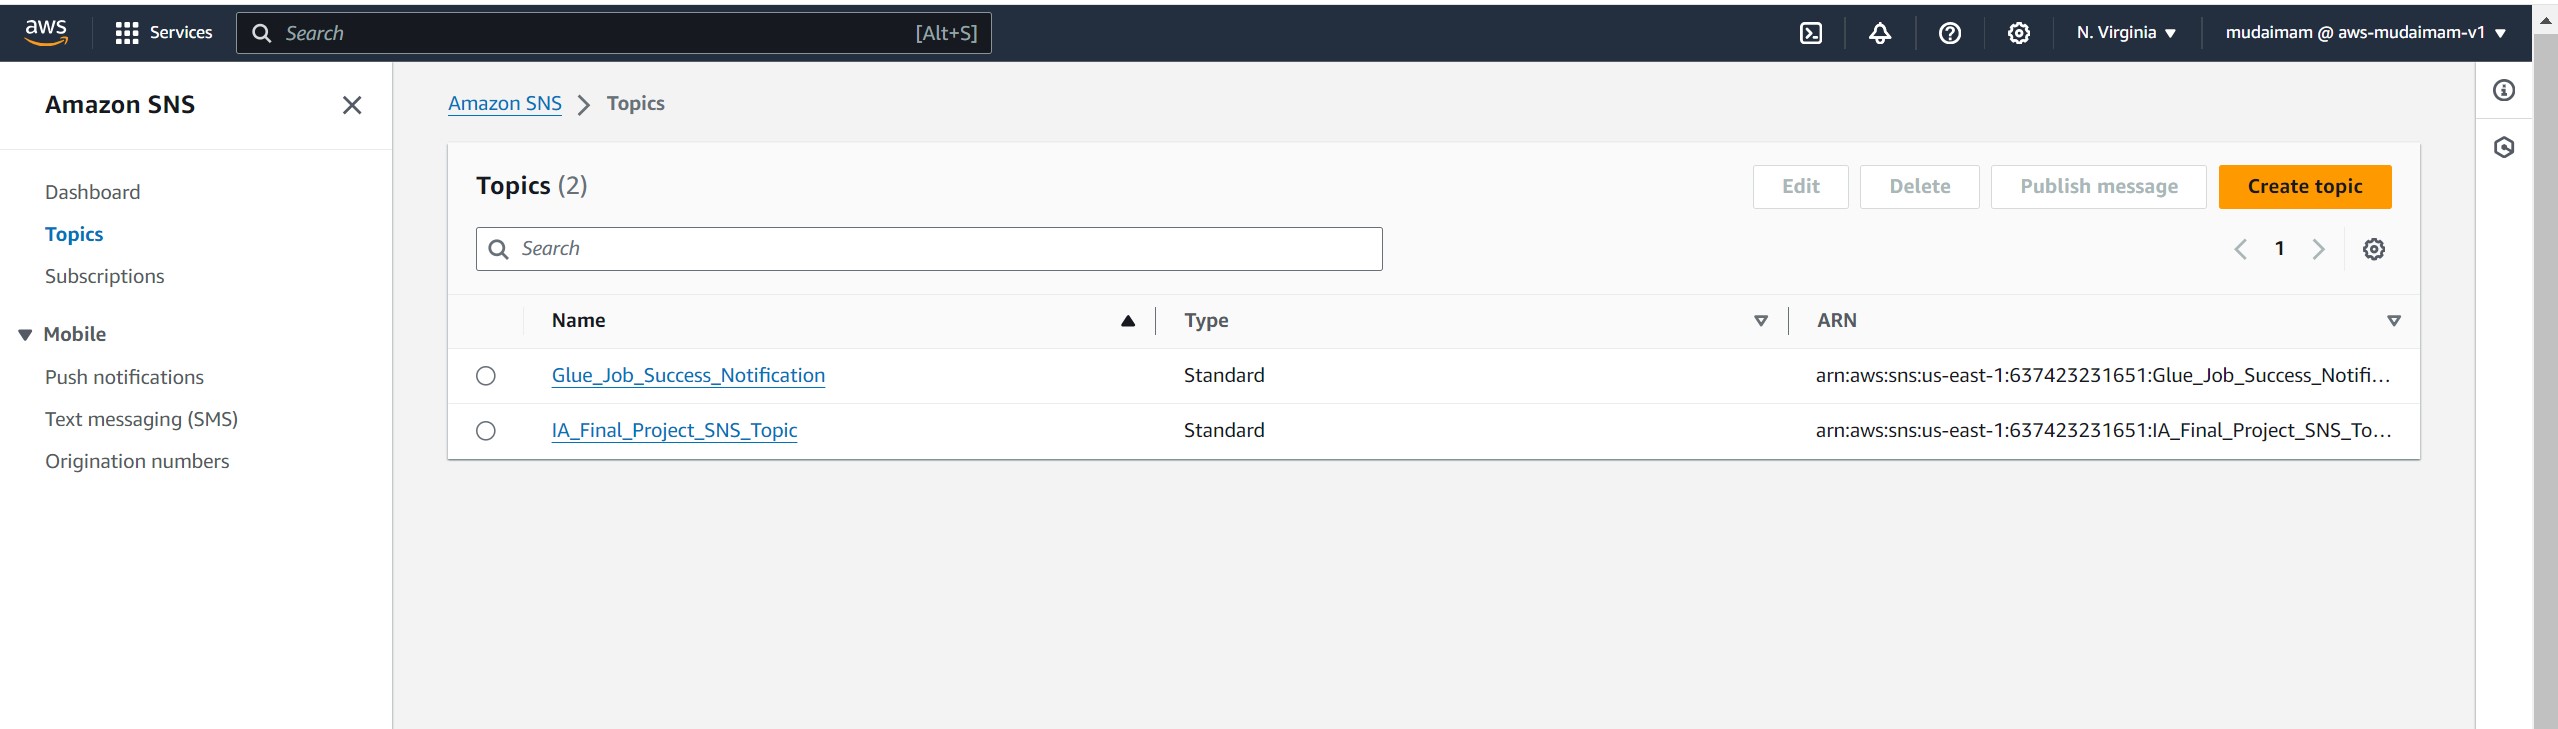 aws Services Search [Alt+S] N. Virginia mudaimam @ aws-mudaimam-v1
Amazon SNS
Dashboard
Topics
Subscriptions
Mobile
Push notifications
Text messaging (SMS)
Origination numbers
Amazon SNS Topics
Topics (2) Edit Delete Publish message Create topic
Search 1
Name Type ARN
Glue_Job_Success_Notification Standard arn:aws:sns:us-east-1:637423231651:Glue_Job_Success_Notifi...
IA_Final_Project_SNS_Topic Standard arn:aws:sns:us-east-1:637423231651:IA_Final_Project_SNS_To...